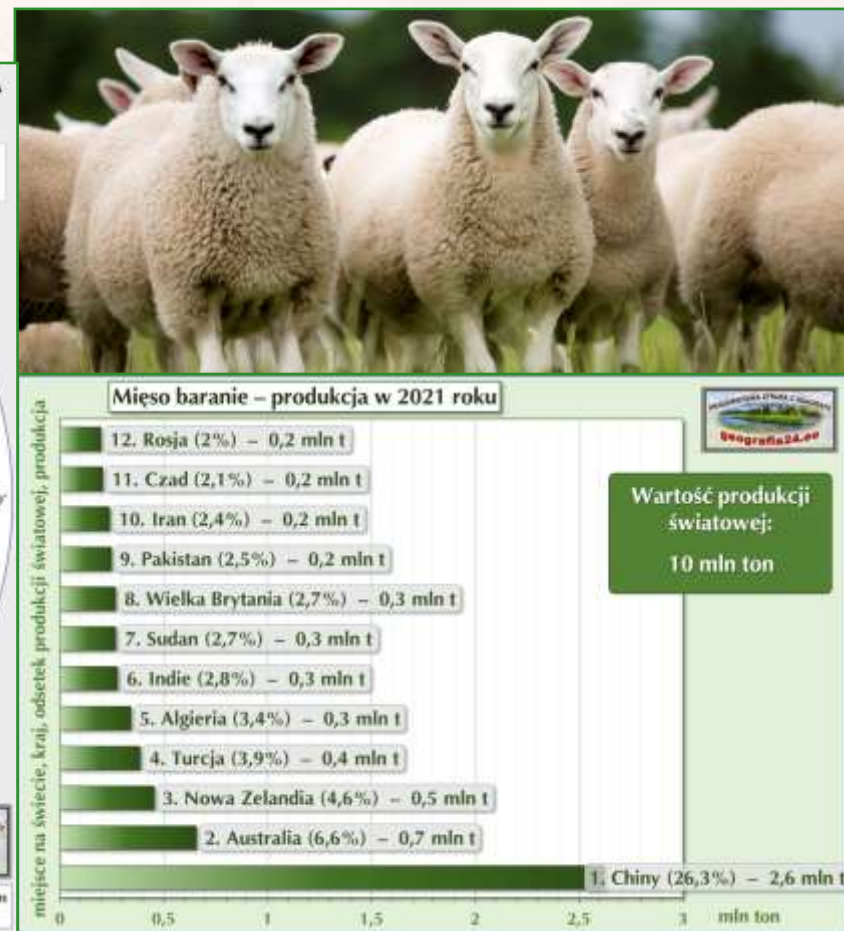 Mięso baranie – produkcja w 2021 roku
geografia24.eu
Wartość produkcji
światowej:
10 mln ton
miejsce na świecie, kraj, odsetek produkcji światowej, produkcja
12. Rosja (2%) – 0,2 mln t
11. Czad (2,1%) – 0,2 mln t
10. Iran (2,4%) – 0,2 mln t
9. Pakistan (2,5%) – 0,2 mln t
8. Wielka Brytania (2,7%) – 0,3 mln t
7. Sudan (2,7%) – 0,3 mln t
6. Indie (2,8%) – 0,3 mln t
5. Algieria (3,4%) – 0,3 mln t
4. Turcja (3,9%) – 0,4 mln t
3. Nowa Zelandia (4,6%) – 0,5 mln t
2. Australia (6,6%) – 0,7 mln t
1. Chiny (26,3%) – 2,6 mln t
0 0,5 1 1,5 2 2,5 3 mln ton